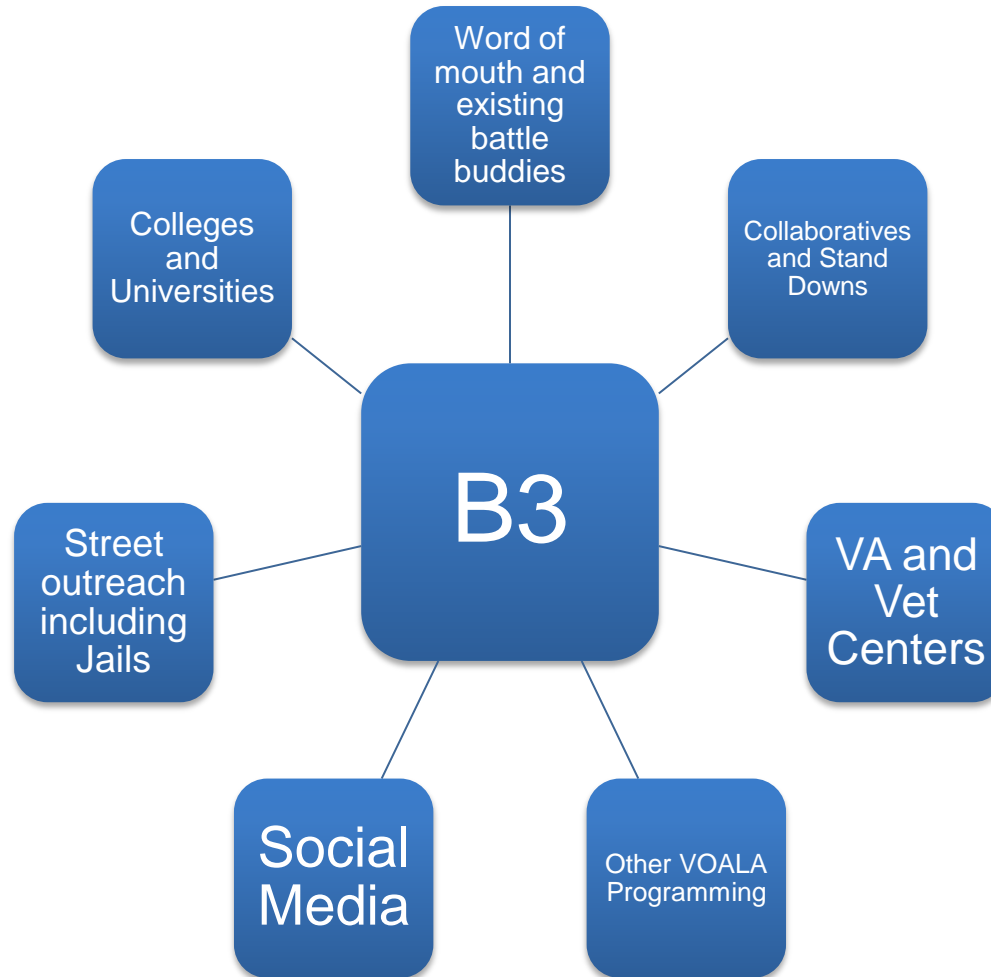 Word of
mouth and
existing
battle
buddies
Colleges
and
Universities
Collaboratives
and Stand
Downs
B3
Street
outreach
including
Jails
VA and
Vet
Centers
Social
Media
Other VOALA
Programming